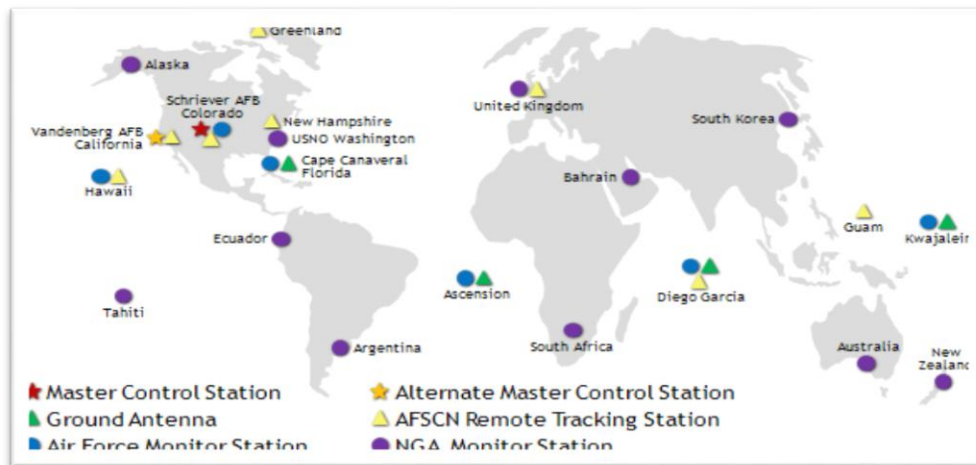 Greenland
Alaska
Schriever AFB
Colorado
New Hampshire
United Kingdom
South Korea
Vandenberg AFB
California
USNO Washington
Cape Canaveral
Florida
Bahrain
Hawaii
Guam
Ecuador
Kwajalein
Ascension
Diego Garcia
Tahiti
Argentina
South Africa
Australia
New
Zealand
Master Control Station
Alternate Master Control Station
Ground Antenna
AFSCN Remote Tracking Station
Air Force Monitor Station
NGA Monitor Station